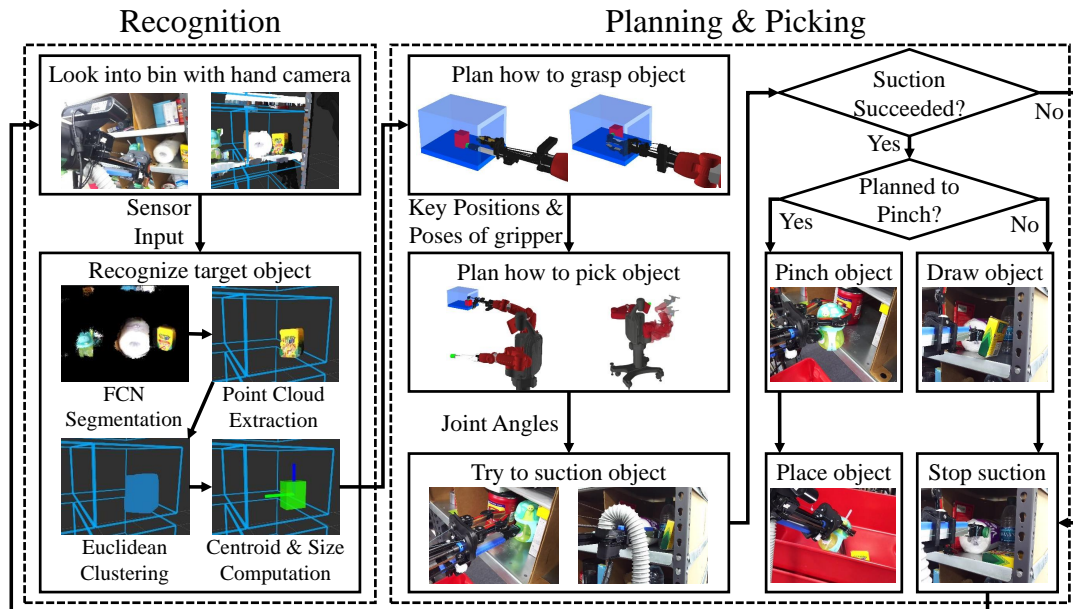 Recognition
Look into bin with hand camera
Sensor
Input
Recognize target object
FCN
Segmentation
Point Cloud
Extraction
Euclidean
Clustering
Centroid & Size
Computation
Planning & Picking
Plan how to grasp object
Key Positions &
Poses of gripper
Plan how to pick object
Joint Angles
Try to suction object
Suction
Succeeded?
No
Yes
Planned to
Pinch?
Yes
No
Pinch object
Draw object
Place object
Stop suction